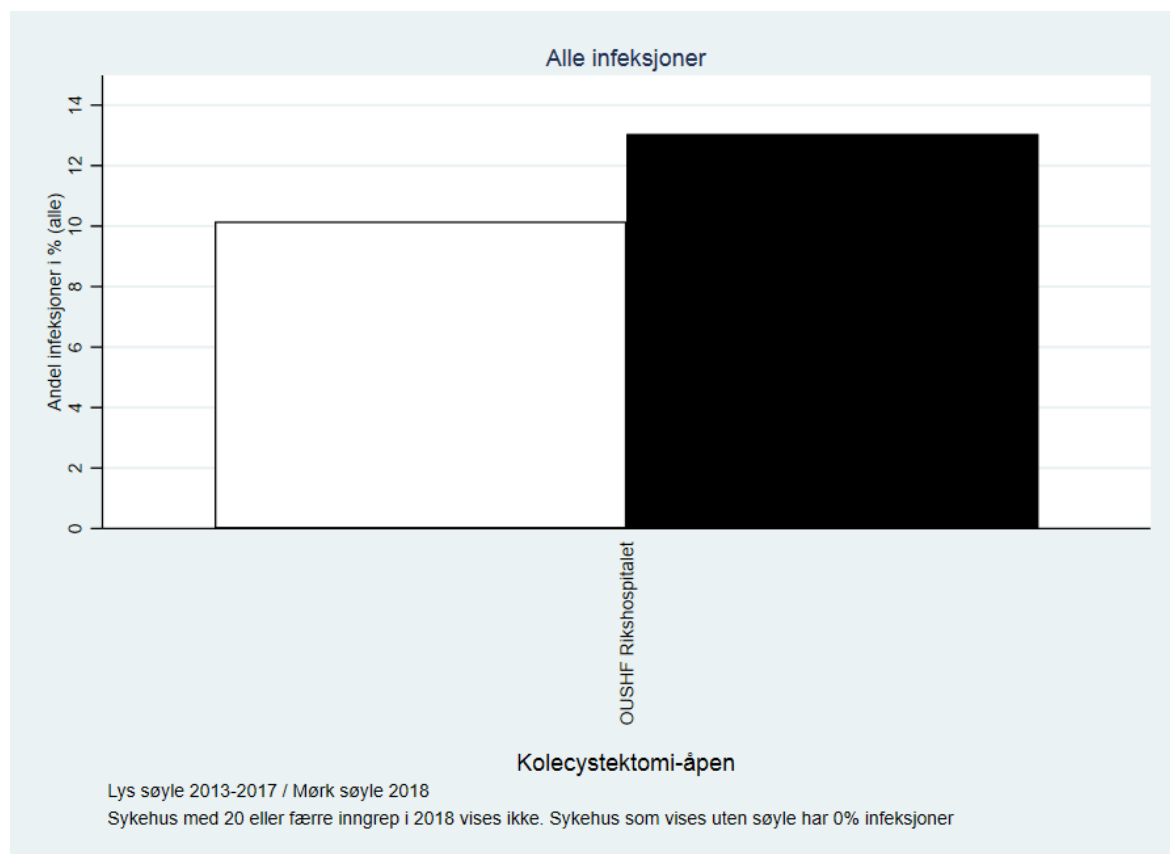 Alle infeksjoner
Andel infeksjoner i % (alle)
14
12
10
8
6
4
2
0
OUSHF Rikshospitalet
Kolecystektomi-åpen
Lys søyle 2013-2017 / Mørk søyle 2018
Sykehus med 20 eller færre inngrep i 2018 vises ikke. Sykehus som vises uten søyle har 0% infeksjoner